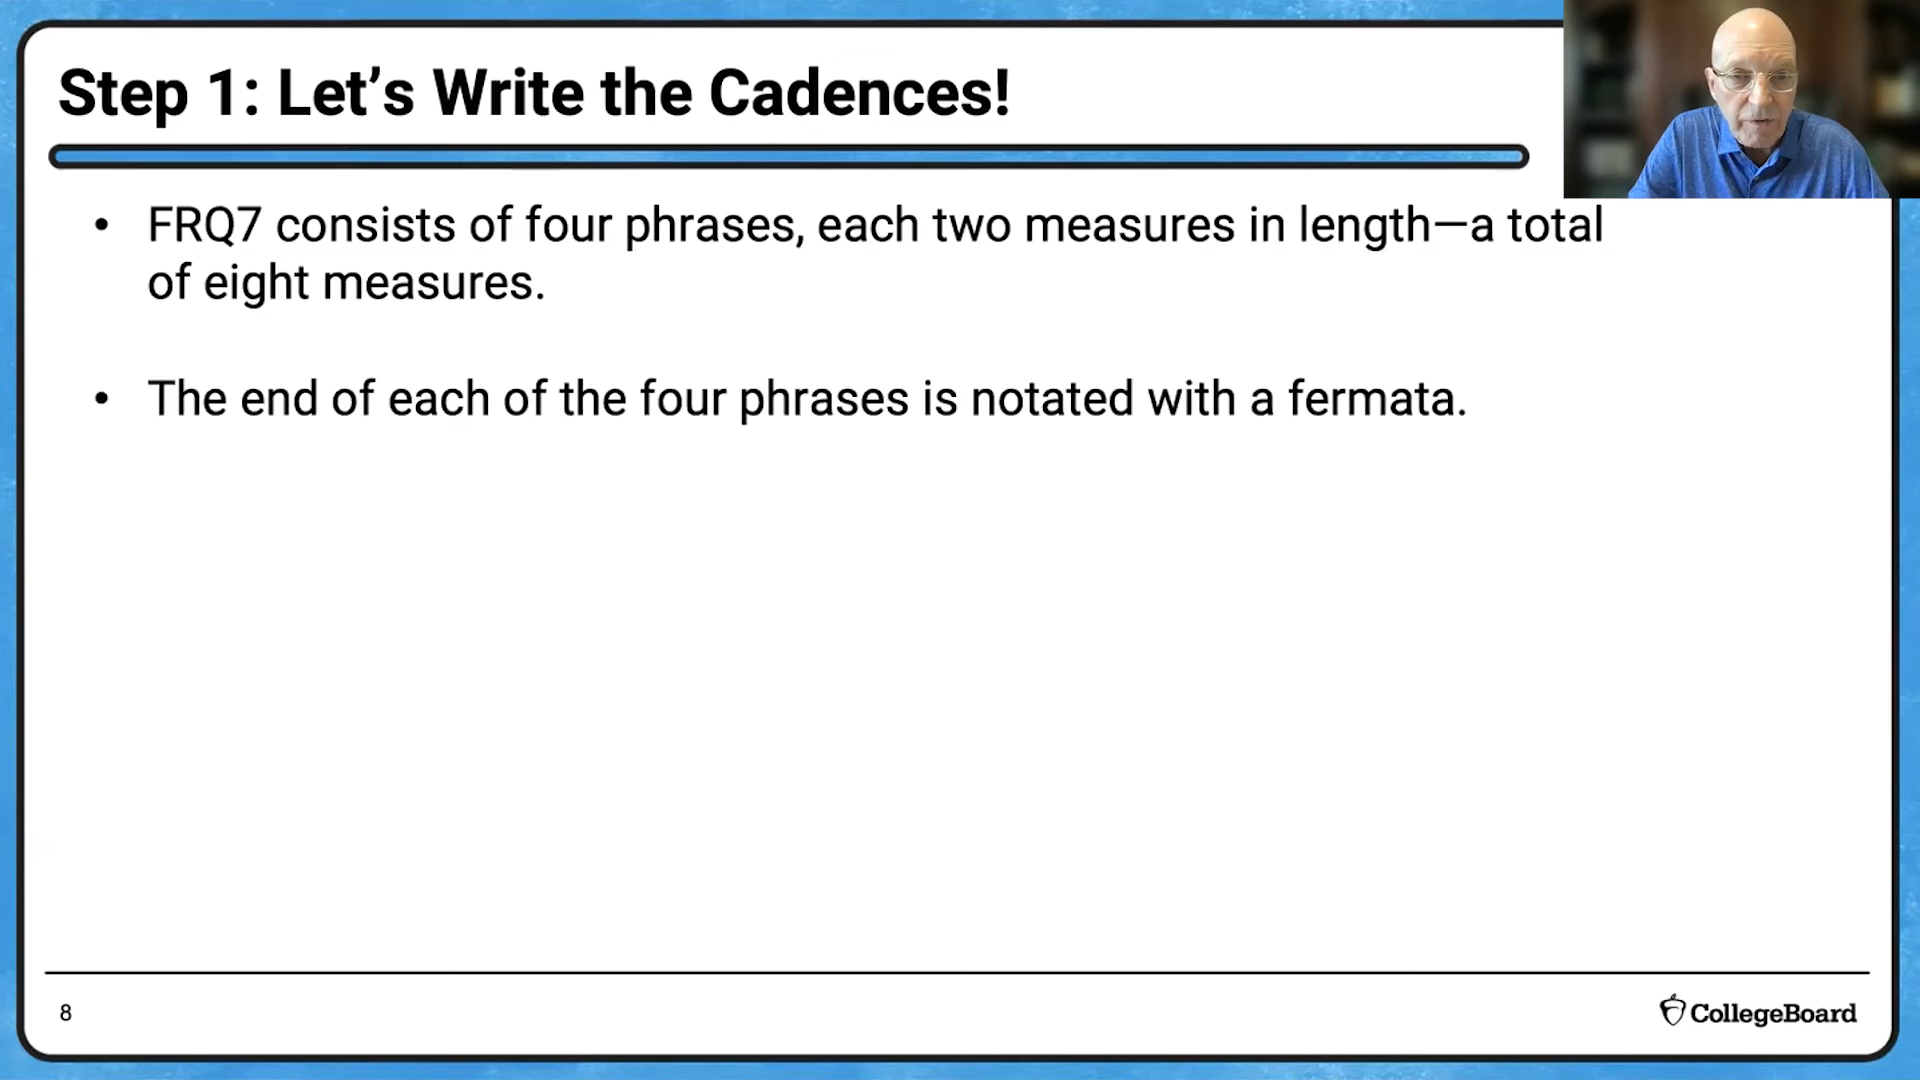 Step 1: Let’s Write the Cadences!
• FRQ7 consists of four phrases, each two measures in length—a total
of eight measures.
• The end of each of the four phrases is notated with a fermata.
8
CollegeBoard